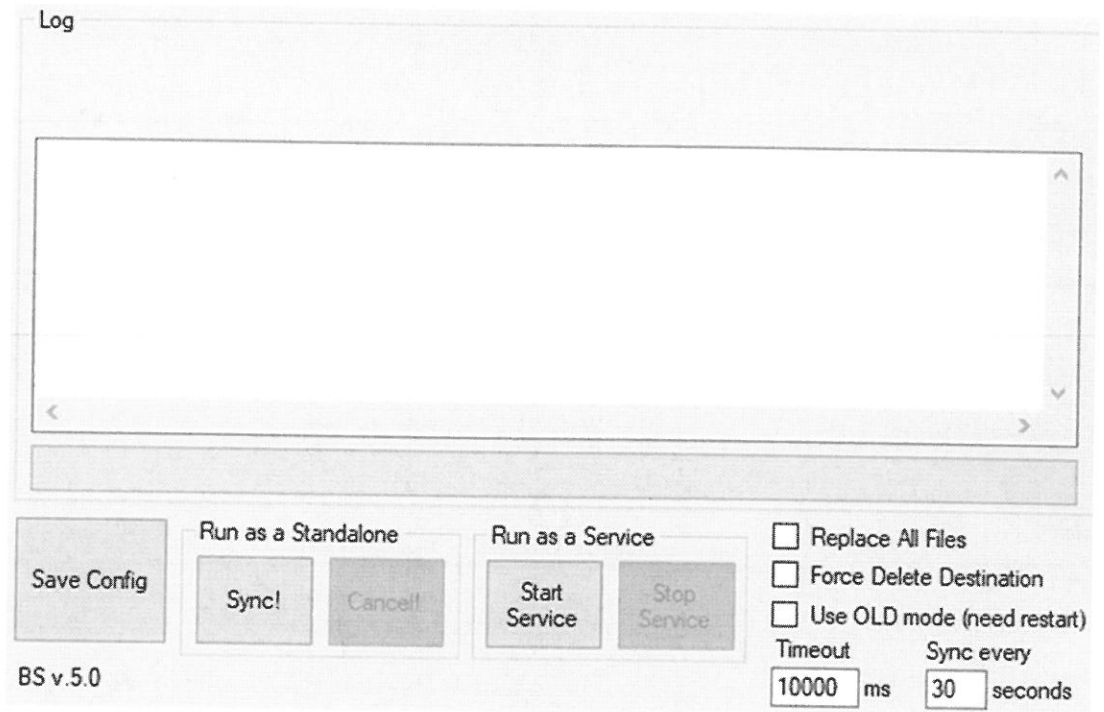 Log
Run as a Standalone
Run as a Service
Save Config
Sync!
Cancel!
Start
Service
Stop
Service
Replace All Files
Force Delete Destination
Use OLD mode (need restart)
Timeout
Sync every
10000 ms
30 seconds
BS v.5.0